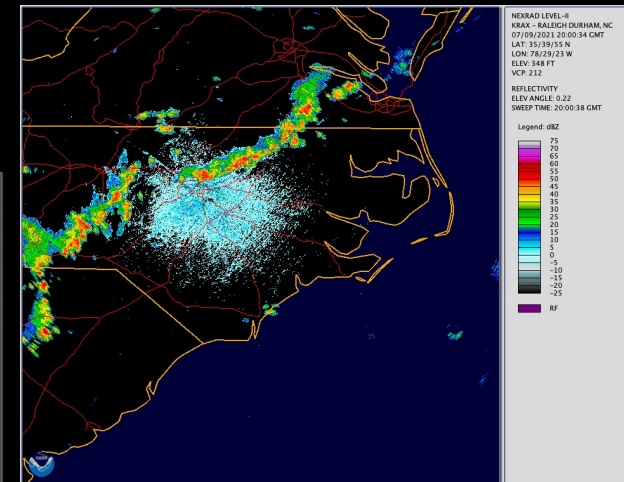 NEXRAD LEVEL-II
KRAX - RALEIGH DURHAM, NC
07/09/2021 20:00:34 GMT
LAT: 35/39/55 N
LON: 78/29/23 W
ELEV: 348 FT
VCP: 212
REFLECTIVITY
ELEV ANGLE: 0.22
SWEEP TIME: 20:00:38 GMT
Legend: dBZ
75
70
65
60
55
50
45
40
35
30
25
20
15
10
5
0
-5
-10
-15
-20
-25
RF